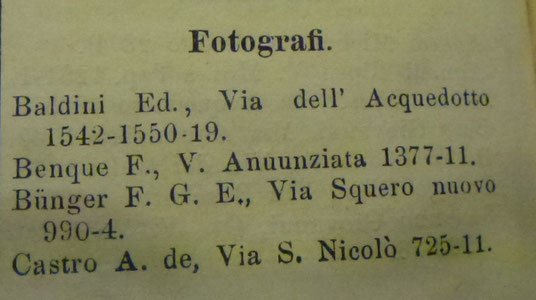 Fotografi.
Baldini Ed., Via dell' Acquedotto
1542-1550-19.
Benque F., V. Anuunziata 1377-11.
Bünger F. G. E., Via Squero nuovo
990-4.
Castro A. de, Via S. Nicolò 725-11.